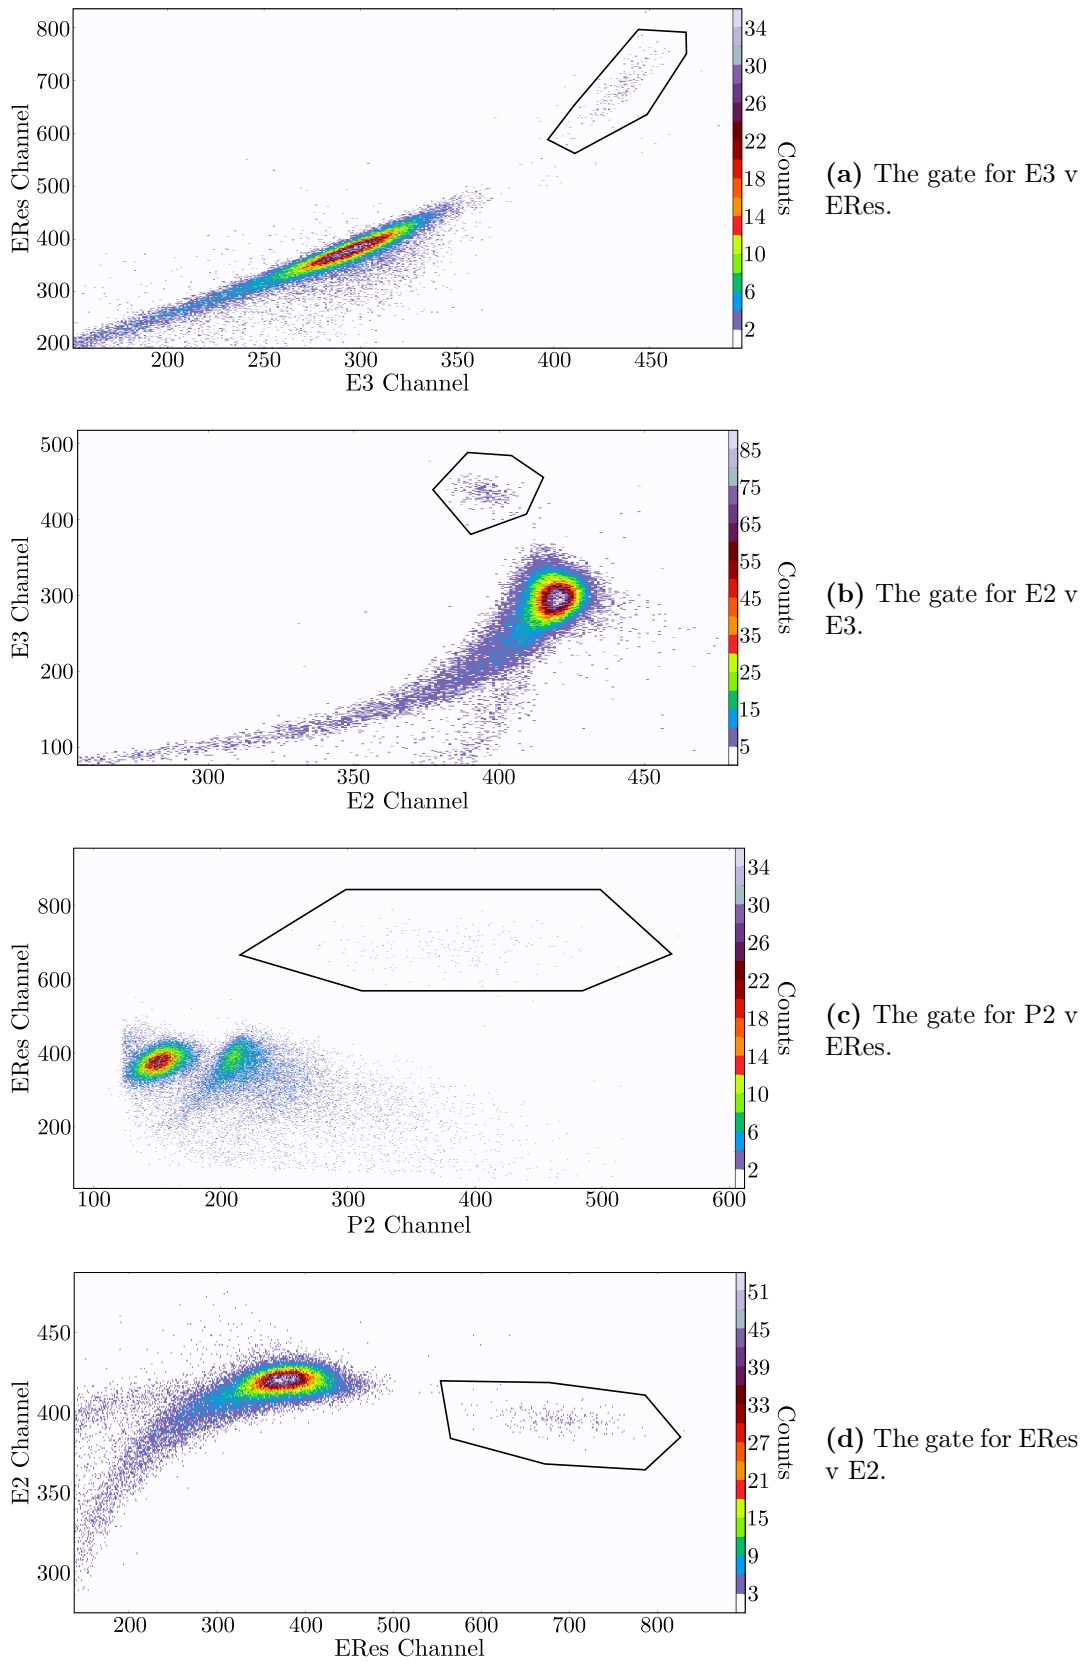 800
700
600
500
400
300
200
ERes Channel
200 250 300 350 400 450
E3 Channel
34
30
26
22
18
14
10
6
2
Counts
(a) The gate for E3 v
ERes.
500
400
300
200
100
E3 Channel
300 350 400 450
E2 Channel
85
75
65
55
45
35
25
15
5
Counts
(b) The gate for E2 v
E3.
800
600
400
200
ERes Channel
100 200 300 400 500 600
P2 Channel
34
30
26
22
18
14
10
6
2
Counts
(c) The gate for P2 v
ERes.
450
400
350
300
E2 Channel
200 300 400 500 600 700 800
ERes Channel
51
45
39
33
27
21
15
9
3
Counts
(d) The gate for ERes
v E2.